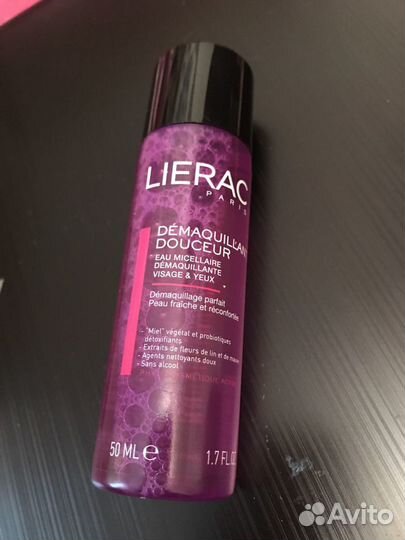 LIERAC
PARIS
DÉMAQUILLANT
DOUCEUR
EAU MICELLAIRE
DÉMAQUILLANTE
VISAGE & YEUX
Démaquillage parfait
Peau fraîche et réconfortée
- "Miel" végétal et probiotiques
détoxifiants
- Extraits de fleurs de lin et de mauve
- Agents nettoyants doux
- Sans alcool
50 ML e
1.7 FL.OZ
Avito